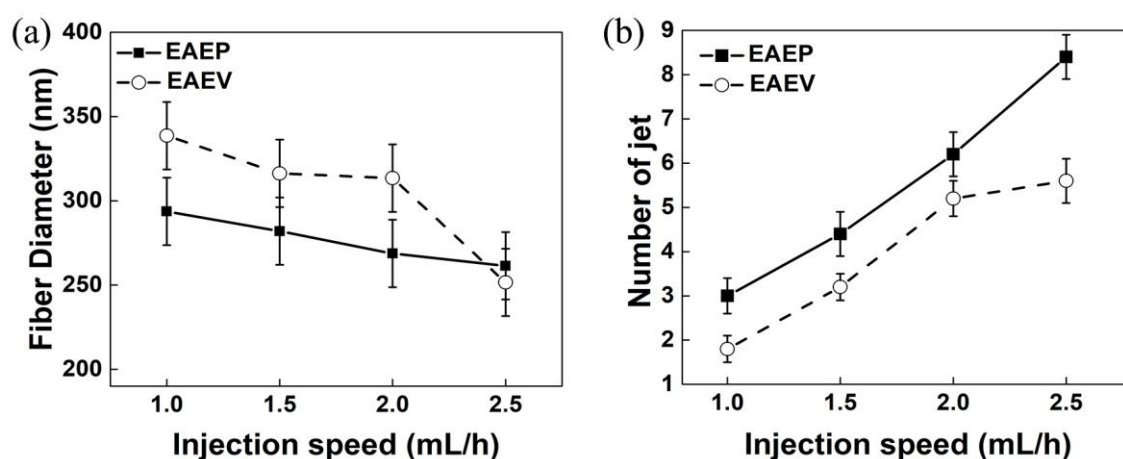 (a)
400
350
300
250
200
Fiber Diameter (nm)
EAEP
EAEV
1.0 1.5 2.0 2.5
Injection speed (mL/h)
(b)
9
8
7
6
5
4
3
2
1
Number of jet
EAEP
EAEV
1.0 1.5 2.0 2.5
Injection speed (mL/h)